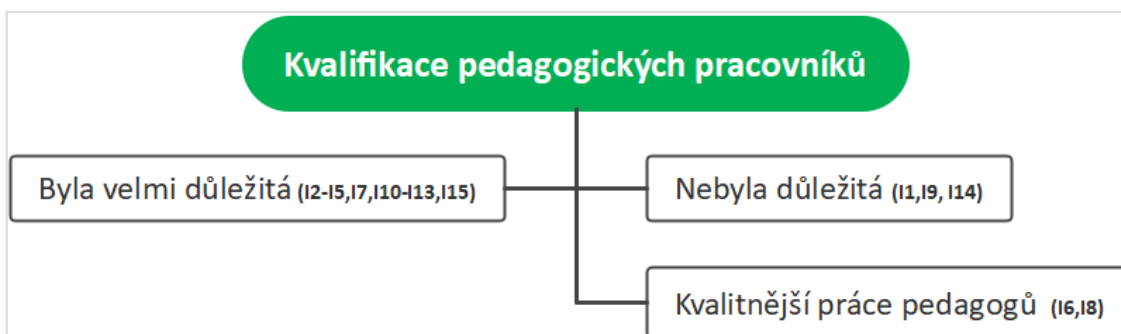 Kvalifikace pedagogických pracovníků
Byla velmi důležitá (I2-I5,I7,I10-I13,I15)
Nebyla důležitá (I1,I9, I14)
Kvalitnější práce pedagogů (I6,I8)